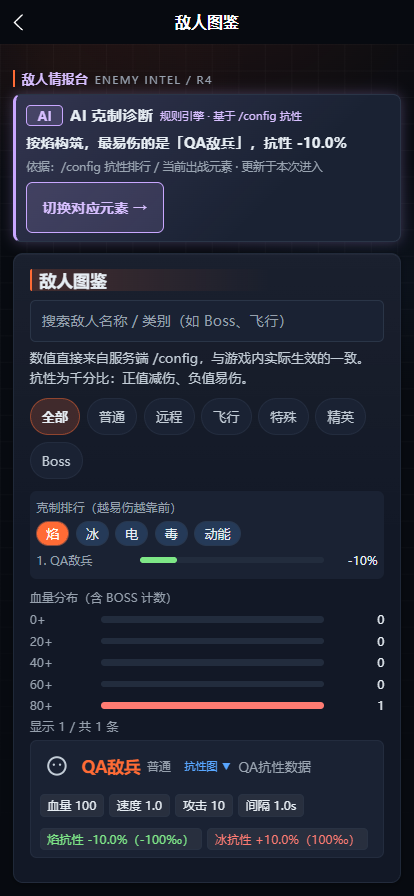 敌人图鉴
敌人情报台 ENEMY INTEL / R4
AI AI 克制诊断 规则引擎 · 基于 /config 抗性
按焰构筑，最易伤的是「QA敌兵」，抗性 -10.0%
依据：/config 抗性排行 / 当前出战元素 · 更新于本次进入
切换对应元素 →
敌人图鉴
搜索敌人名称 / 类别（如 Boss、飞行）
数值直接来自服务端 /config，与游戏内实际生效的一致。
抗性为千分比：正值减伤、负值易伤。
全部 普通 远程 飞行 特殊 精英
Boss
克制排行（越易伤越靠前）
焰 冰 电 毒 动能
1. QA敌兵 -10%
血量分布（含 BOSS 计数）
0+ 0
20+ 0
40+ 0
60+ 0
80+ 1
显示 1 / 共 1 条
QA敌兵 普通 抗性图 ▼ QA抗性数据
血量 100 速度 1.0 攻击 10 间隔 1.0s
焰抗性 -10.0%（-100‰） 冰抗性 +10.0%（100‰）